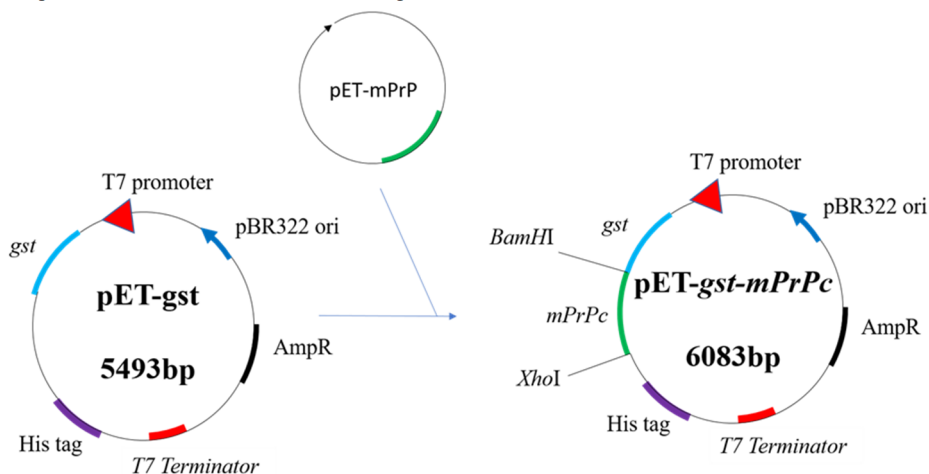 pET-mPrP
T7 promoter
gst
pBR322 ori
pET-gst
5493bp
AmpR
His tag
T7 Terminator
T7 promoter
gst
pBR322 ori
BamHI
pET-gst-mPrPc
mPrPc
AmpR
6083bp
XhoI
His tag
T7 Terminator